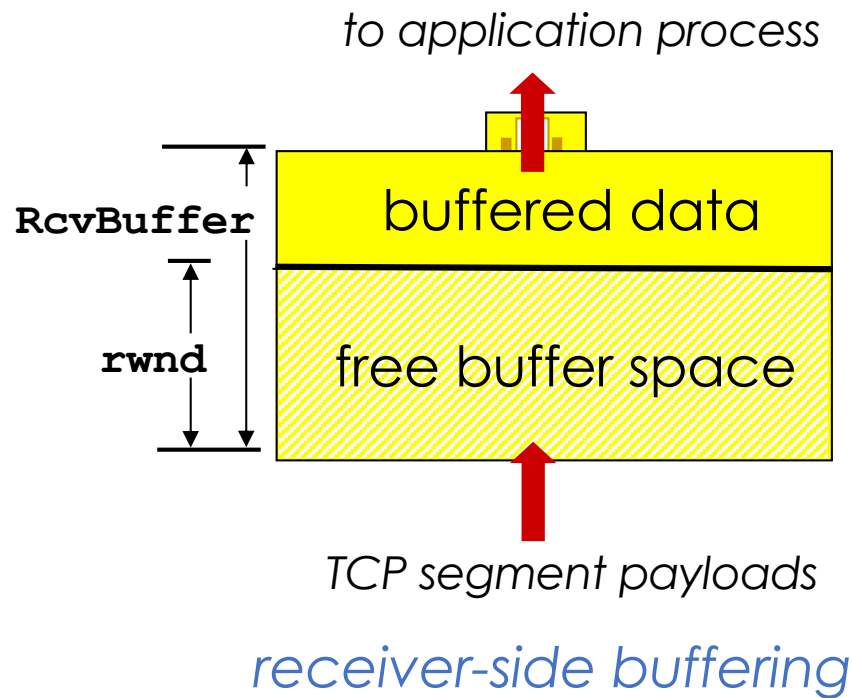 to application process
RcvBuffer
buffered data
rwnd
free buffer space
TCP segment payloads
receiver-side buffering